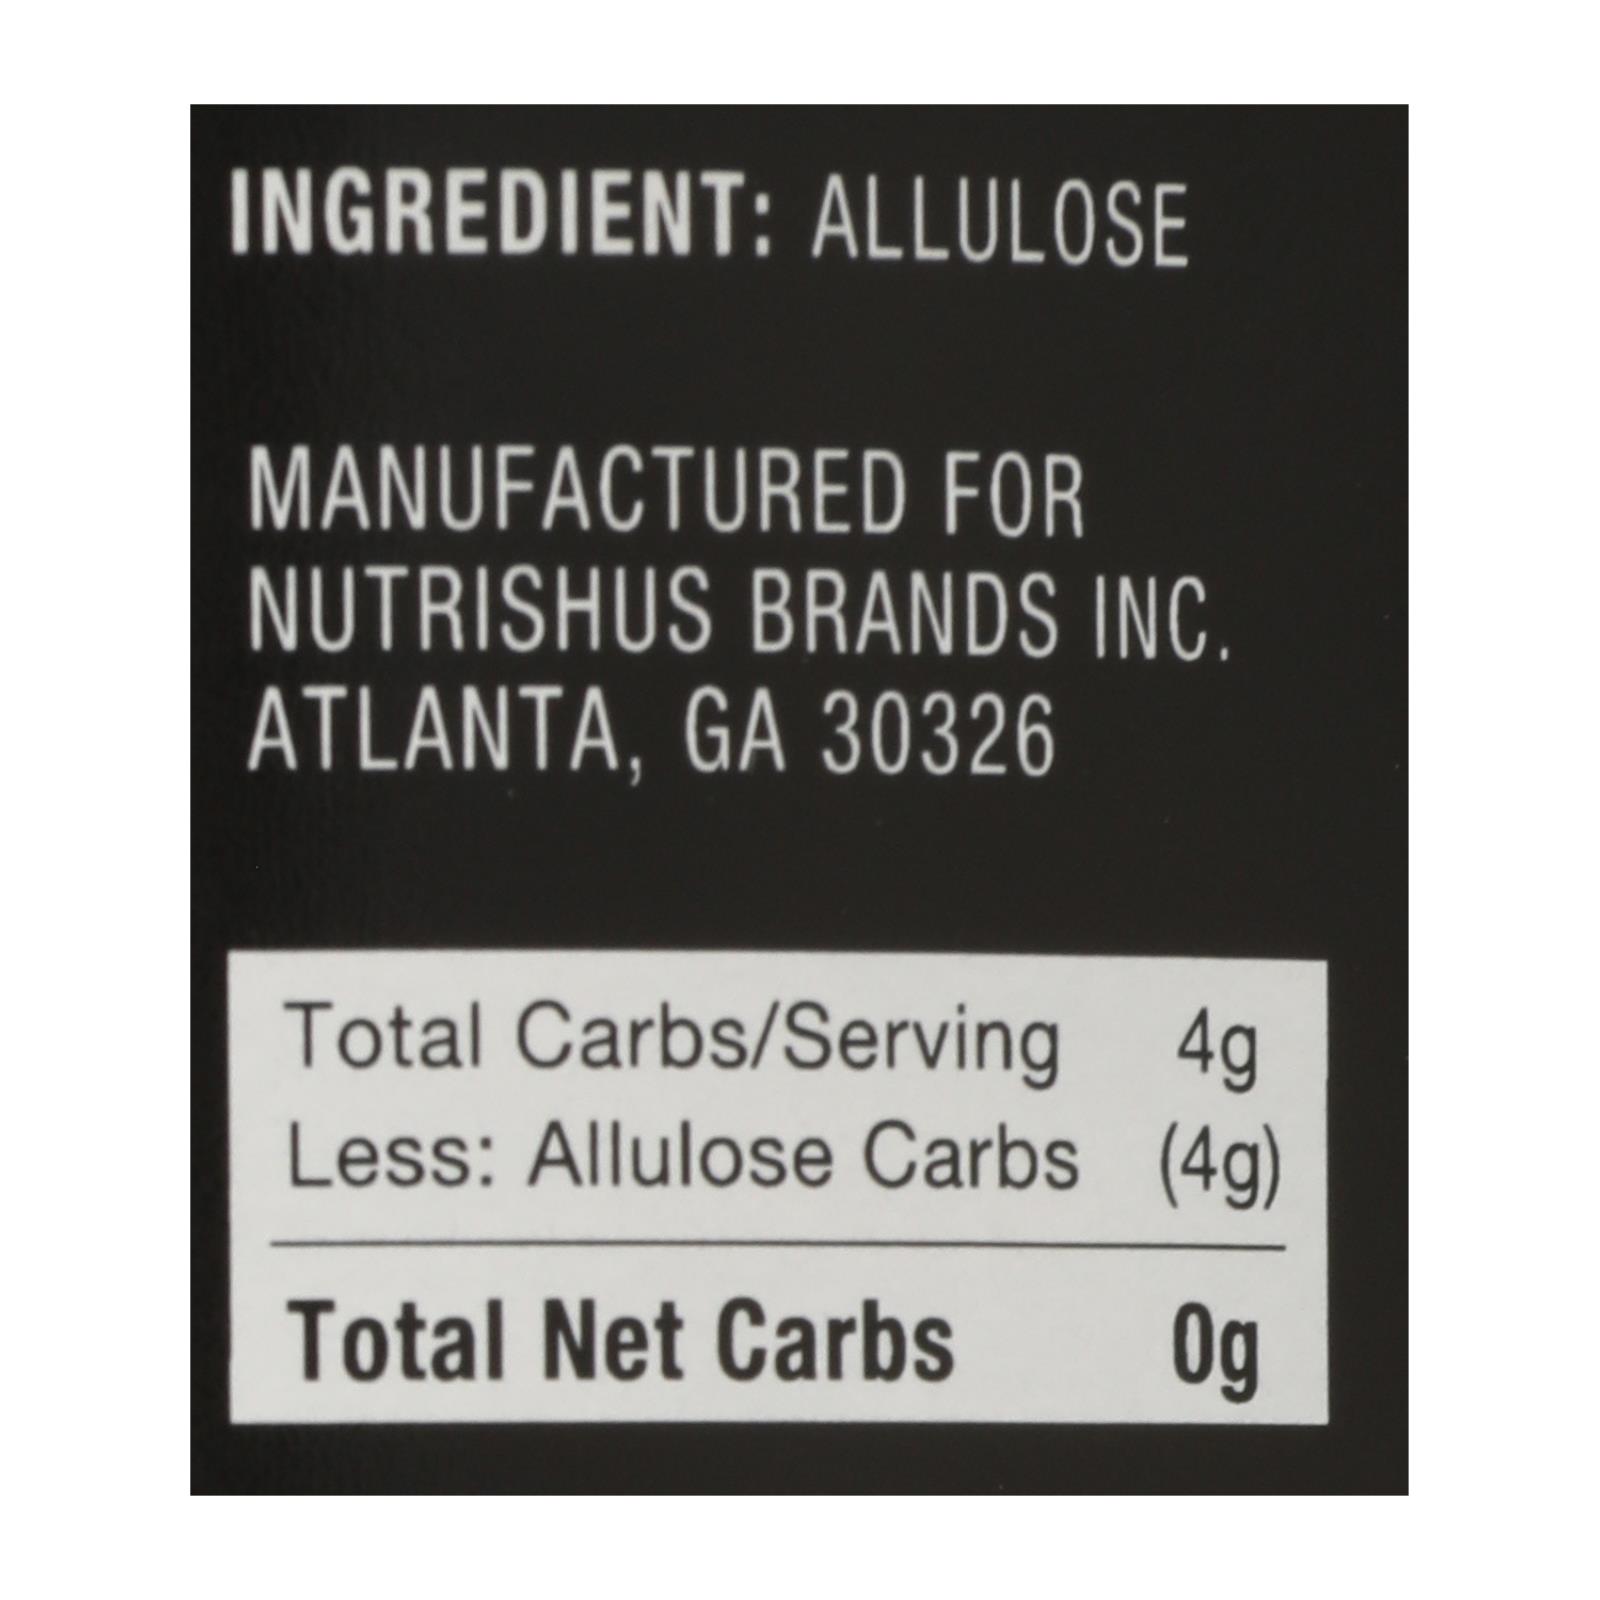 INGREDIENT: ALLULOSE
MANUFACTURED FOR
NUTRISHUS BRANDS INC.
ATLANTA, GA 30326
Total Carbs/Serving 4g
Less: Allulose Carbs (4g)
Total Net Carbs 0g